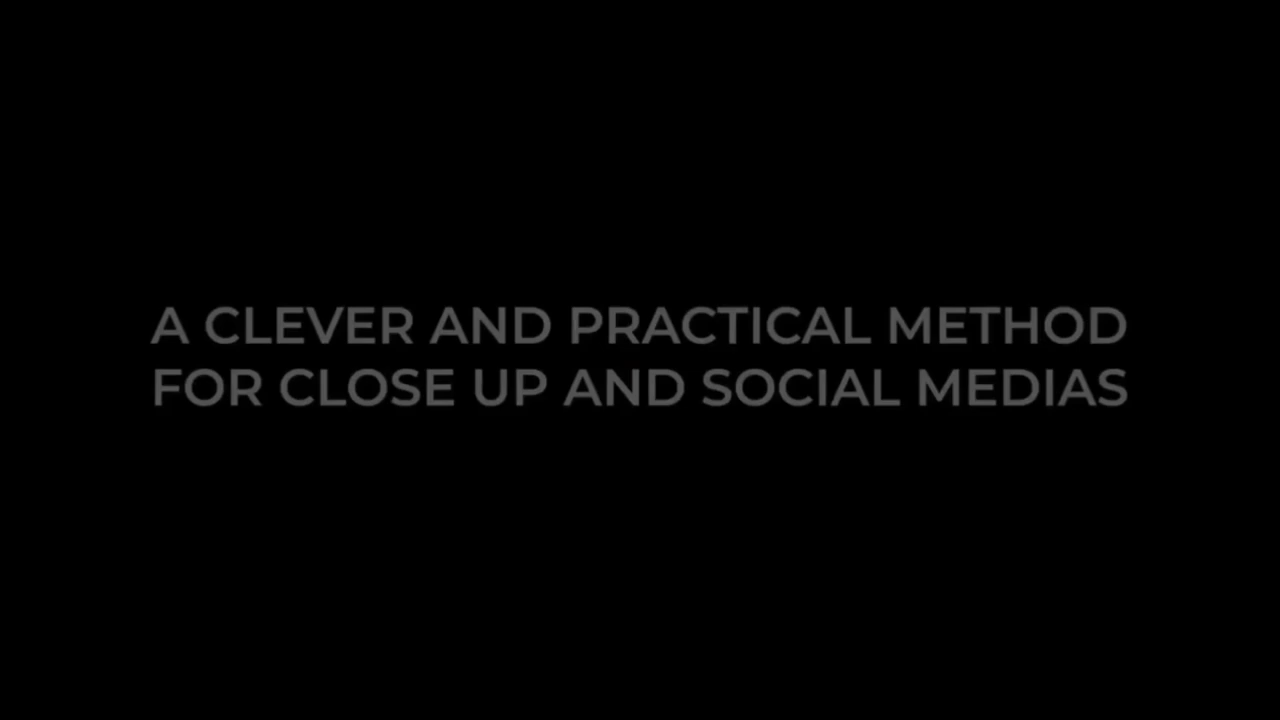 A CLEVER AND PRACTICAL METHOD
FOR CLOSE UP AND SOCIAL MEDIAS